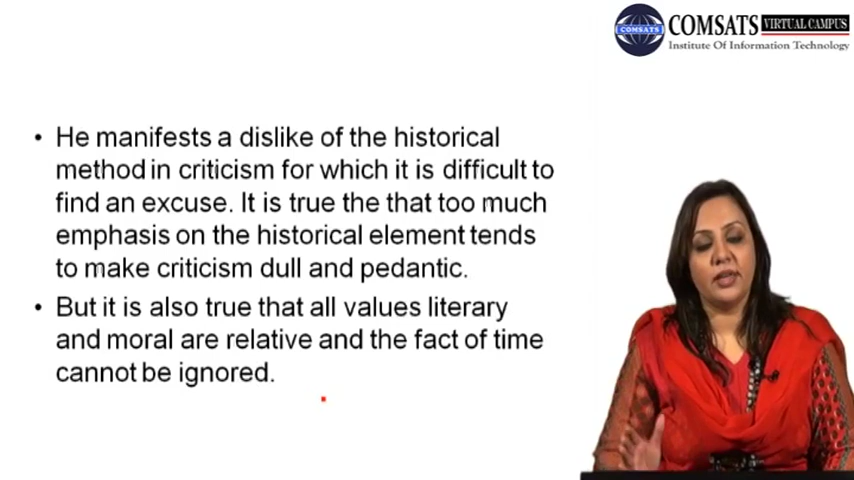 COMSATS VIRTUAL CAMPUS
Institute Of Information Technology
COMSATS
• He manifests a dislike of the historical
method in criticism for which it is difficult to
find an excuse. It is true the that too much
emphasis on the historical element tends
to make criticism dull and pedantic.
• But it is also true that all values literary
and moral are relative and the fact of time
cannot be ignored.